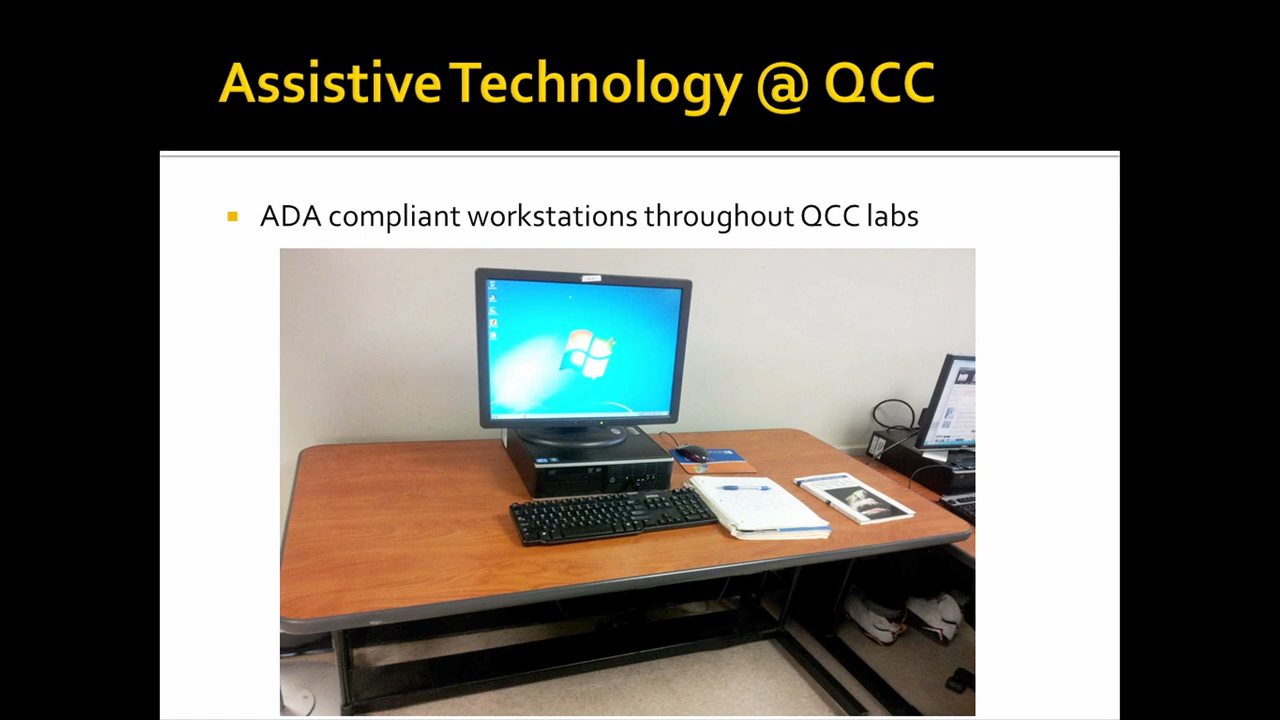 Assistive Technology @ QCC
ADA compliant workstations throughout QCC labs